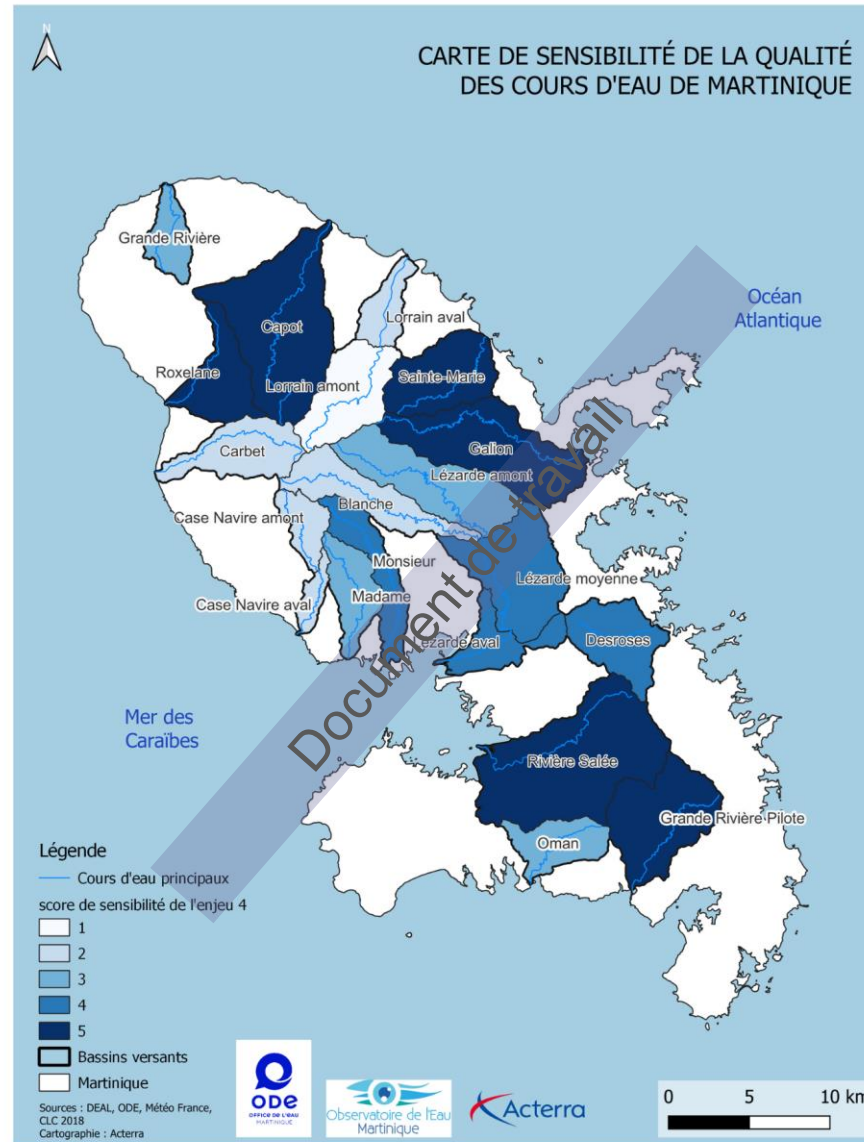 N
CARTE DE SENSIBILITÉ DE LA QUALITÉ
DES COURS D'EAU DE MARTINIQUE
Grande Rivière
Océan
Atlantique
Capot
Lorrain aval
Roxelane
Lorrain amont
Sainte-Marie
Carbet
Galion
Lézarde amont
Blanche
Case Navire amont
Monsieur
Lézarde moyenne
Case Navire aval
Madame
Lézarde aval
Desroses
Document de travail
Mer des
Caraïbes
Rivière Salée
Grande Rivière Pilote
Oman
Légende
Cours d'eau principaux
score de sensibilité de l'enjeu 4
1
2
3
4
5
Bassins versants
Martinique
Sources : DEAL, ODE, Météo France,
CLC 2018
Cartographie : Acterra
ODE
OFFICE DE L'EAU
MARTINIQUE
Observatoire de l'Eau
Martinique
Acterra
0 5 10 km